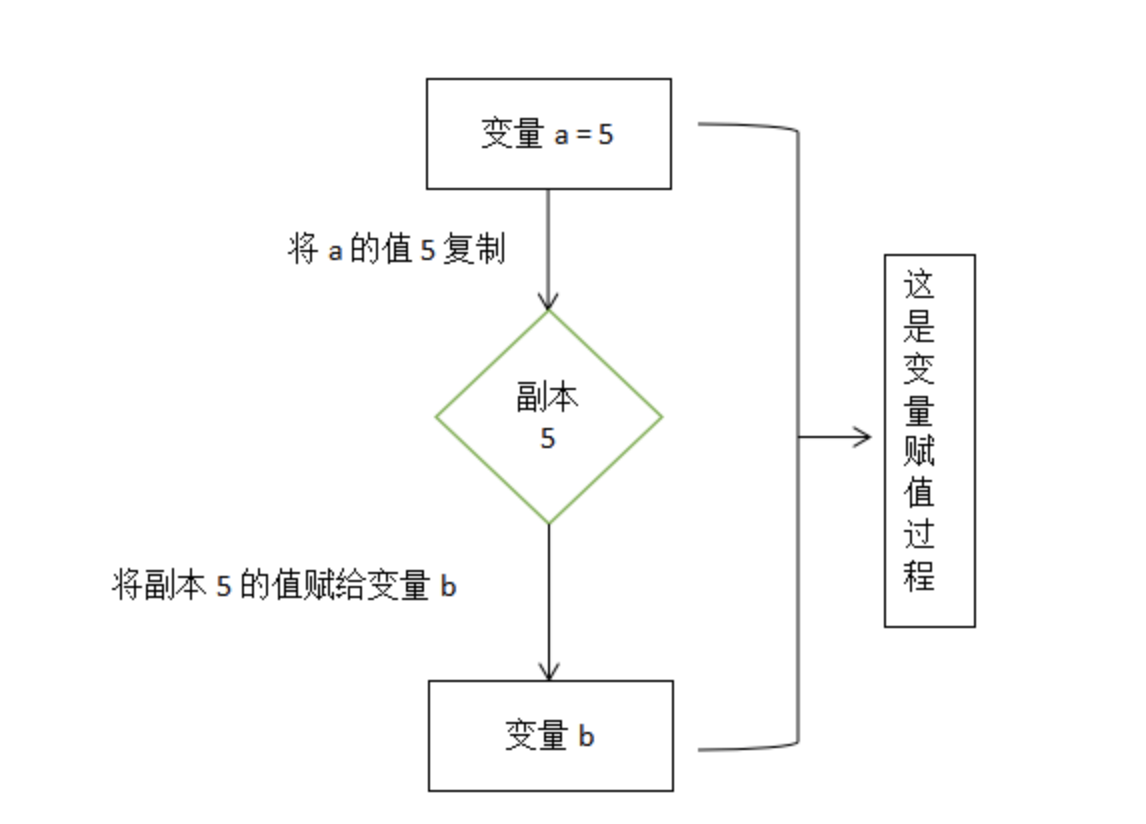 变量 a = 5
将 a 的值 5 复制
副本
5
将副本 5 的值赋给变量 b
变量 b
这是变量赋值过程